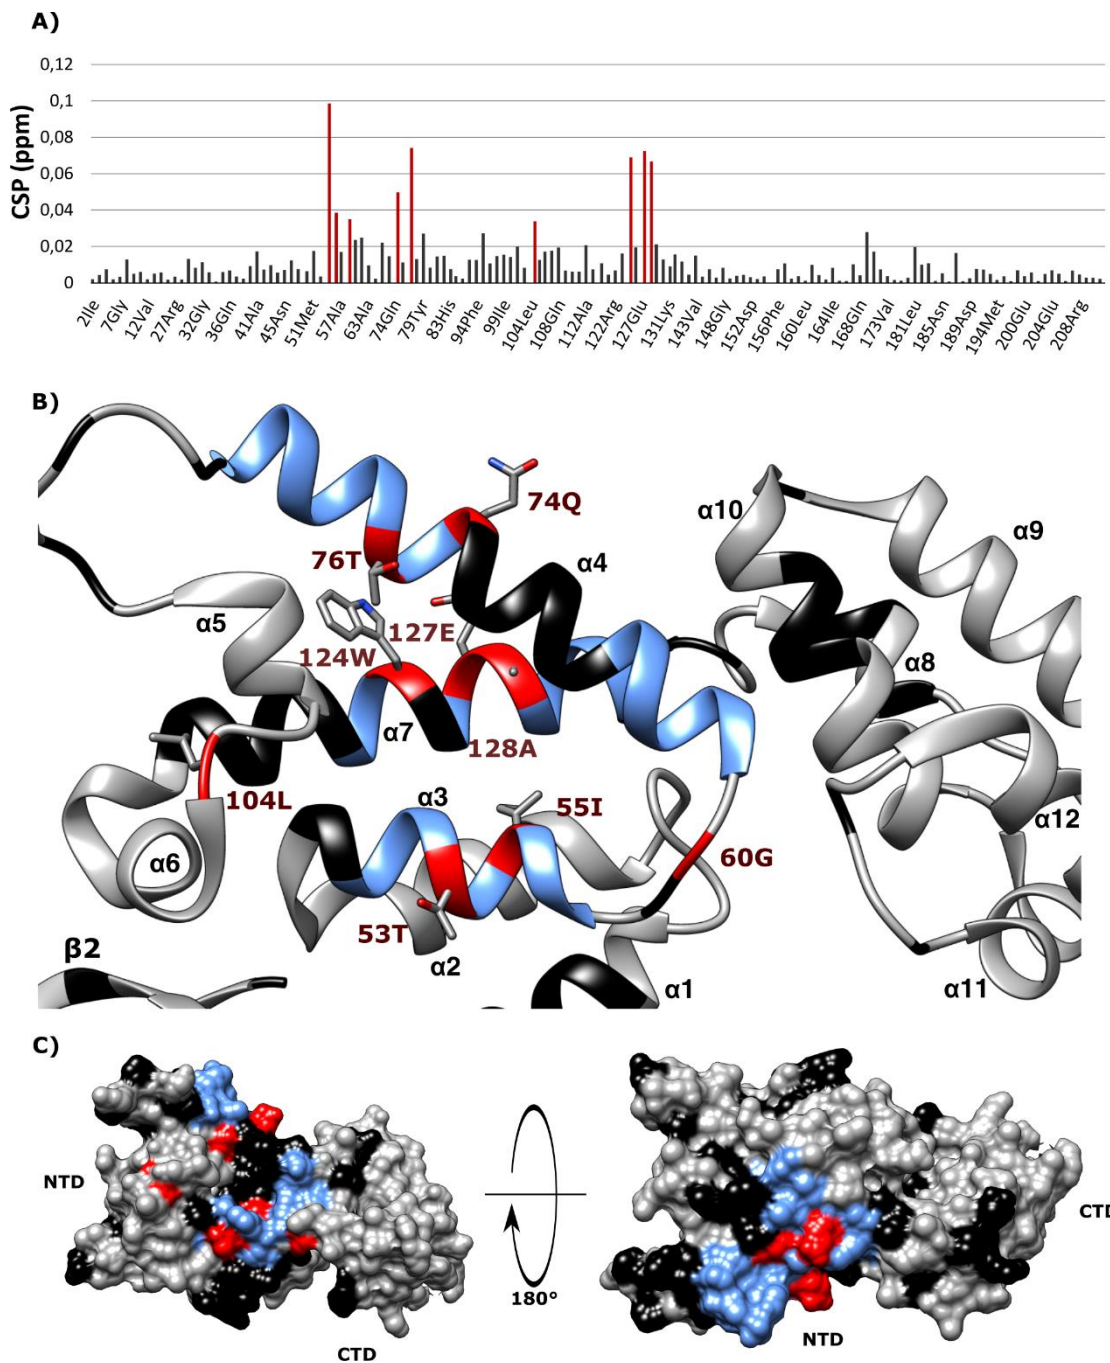 A)
0,12
0,1
0,08
0,06
0,04
0,02
0
CSP (ppm)
2Ile
7Gly
12Val
27Arg
32Gly
36Gln
41Ala
45Asn
51Met
57Ala
63Ala
74Gln
79Tyr
83His
94Phe
99Ile
104Leu
108Gln
112Ala
122Arg
127Glu
131Lys
143Val
148Gly
152Asp
156Phe
160Leu
164Ile
168Gln
173Val
181Leu
185Asn
189Asp
194Met
200Glu
204Glu
208Arg
B)
74Q
α10
α9
76T
α4
α5
127E
124W
α8
α7
128A
104L
α3
55I
α12
α6
60G
53T
α2
β2
α1
α11
C)
NTD
CTD
180°
CTD
NTD